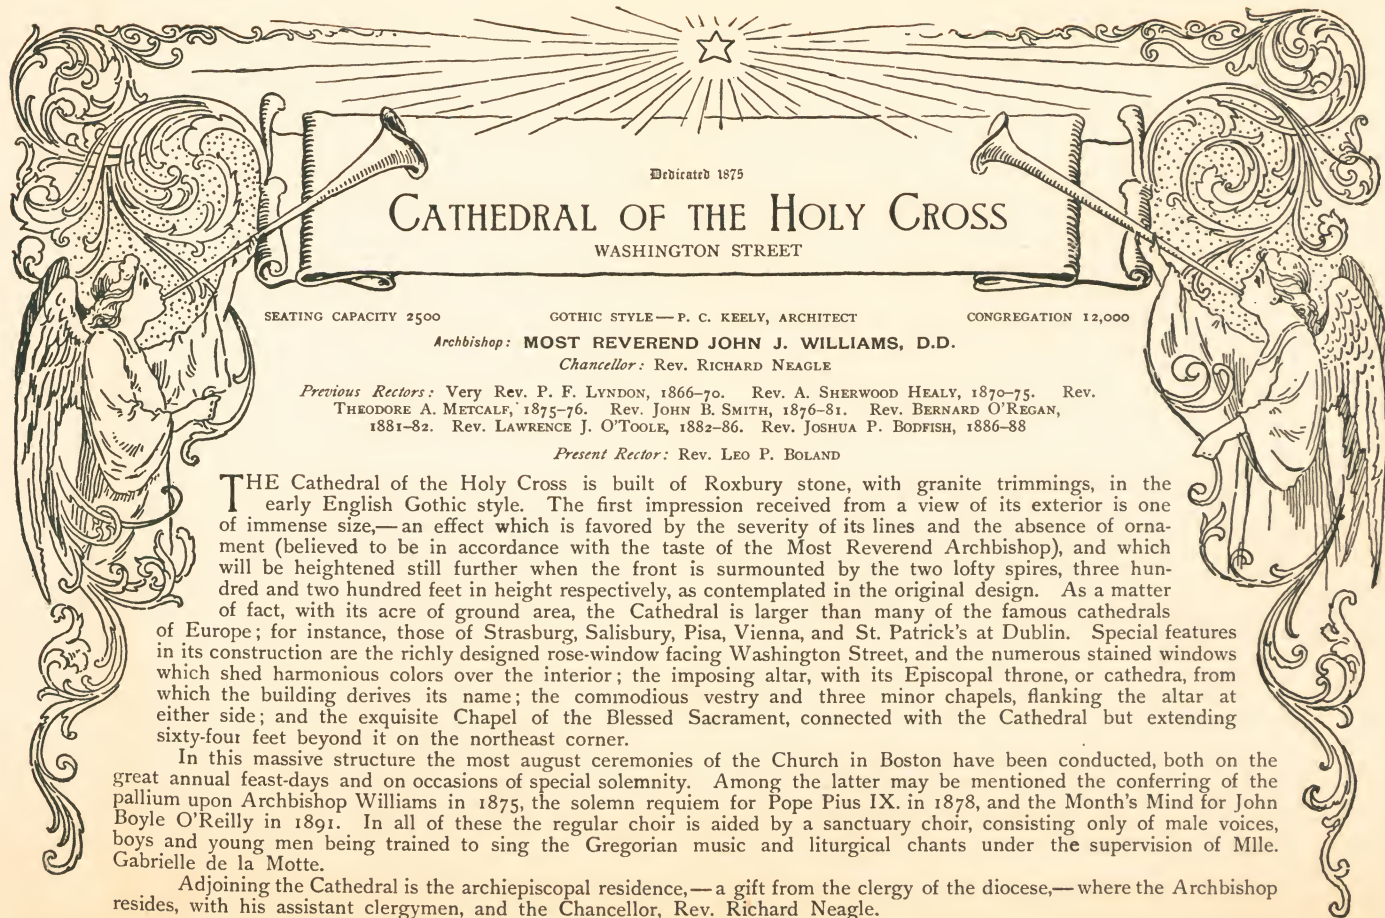 Dedicated 1875
CATHEDRAL OF THE HOLY CROSS
WASHINGTON STREET
SEATING CAPACITY 2500 GOTHIC STYLE—P. C. KEELY, ARCHITECT CONGREGATION 12,000
Archbishop: MOST REVEREND JOHN J. WILLIAMS, D.D.
Chancellor: Rev. RICHARD NEAGLE
Previous Rectors: Very Rev. P. F. LYNDON, 1866–70. Rev. A. SHERWOOD HEALY, 1870–75. Rev.
THEODORE A. METCALF, 1875–76. Rev. JOHN B. SMITH, 1876–81. Rev. BERNARD O'REGAN,
1881–82. Rev. LAWRENCE J. O'TOOLE, 1882–86. Rev. JOSHUA P. BODFISH, 1886–88
Present Rector: Rev. LEO P. BOLAND
THE Cathedral of the Holy Cross is built of Roxbury stone, with granite trimmings, in the
early English Gothic style. The first impression received from a view of its exterior is one
of immense size,—an effect which is favored by the severity of its lines and the absence of orna-
ment (believed to be in accordance with the taste of the Most Reverend Archbishop), and which
will be heightened still further when the front is surmounted by the two lofty spires, three hun-
dred and two hundred feet in height respectively, as contemplated in the original design. As a matter
of fact, with its acre of ground area, the Cathedral is larger than many of the famous cathedrals
of Europe; for instance, those of Strasburg, Salisbury, Pisa, Vienna, and St. Patrick's at Dublin. Special features
in its construction are the richly designed rose-window facing Washington Street, and the numerous stained windows
which shed harmonious colors over the interior; the imposing altar, with its Episcopal throne, or cathedra, from
which the building derives its name; the commodious vestry and three minor chapels, flanking the altar at
either side; and the exquisite Chapel of the Blessed Sacrament, connected with the Cathedral but extending
sixty-four feet beyond it on the northeast corner.
In this massive structure the most august ceremonies of the Church in Boston have been conducted, both on the
great annual feast-days and on occasions of special solemnity. Among the latter may be mentioned the conferring of the
pallium upon Archbishop Williams in 1875, the solemn requiem for Pope Pius IX. in 1878, and the Month's Mind for John
Boyle O'Reilly in 1891. In all of these the regular choir is aided by a sanctuary choir, consisting only of male voices,
boys and young men being trained to sing the Gregorian music and liturgical chants under the supervision of Mlle.
Gabrielle de la Motte.
Adjoining the Cathedral is the archiepiscopal residence,—a gift from the clergy of the diocese,—where the Archbishop
resides, with his assistant clergymen, and the Chancellor, Rev. Richard Neagle.